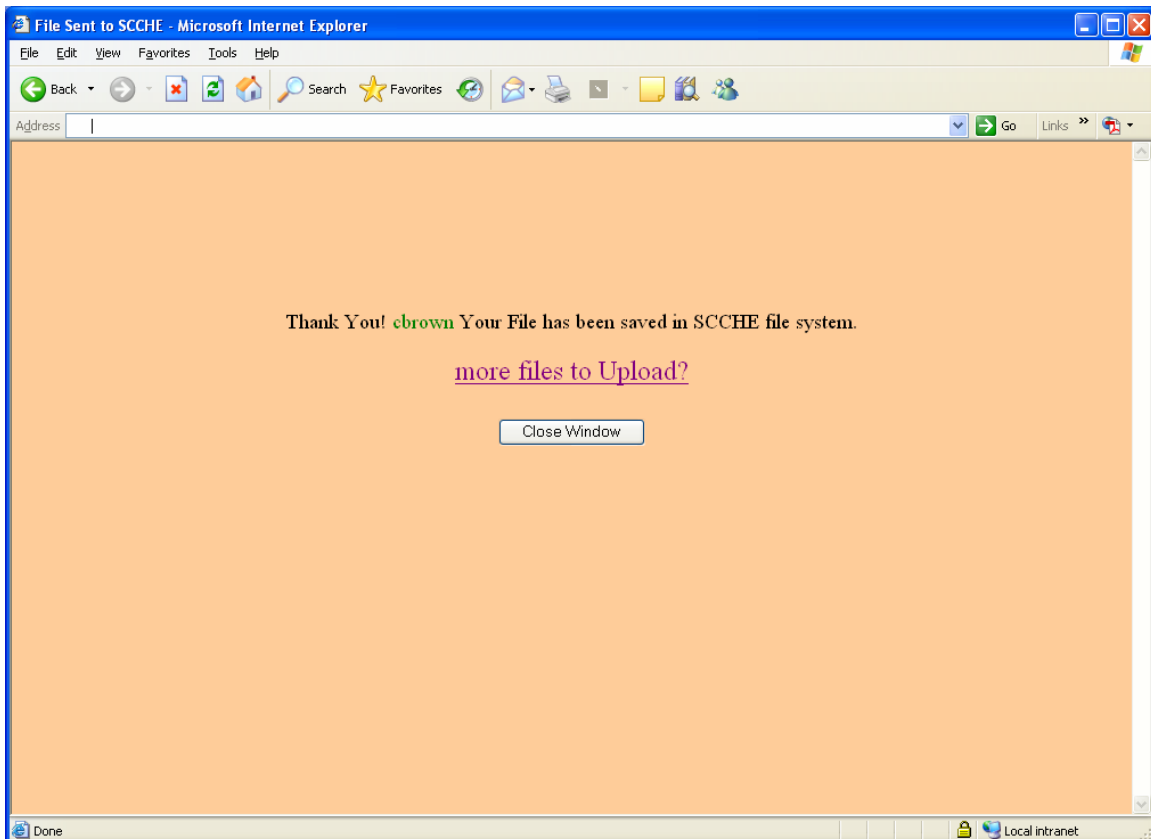 File Sent to SCCHE - Microsoft Internet Explorer
File Edit View Favorites Tools Help
Back Search Favorites
Address Go Links »
Thank You! cbrown Your File has been saved in SCCHE file system.
more files to Upload?
Close Window
Done Local intranet